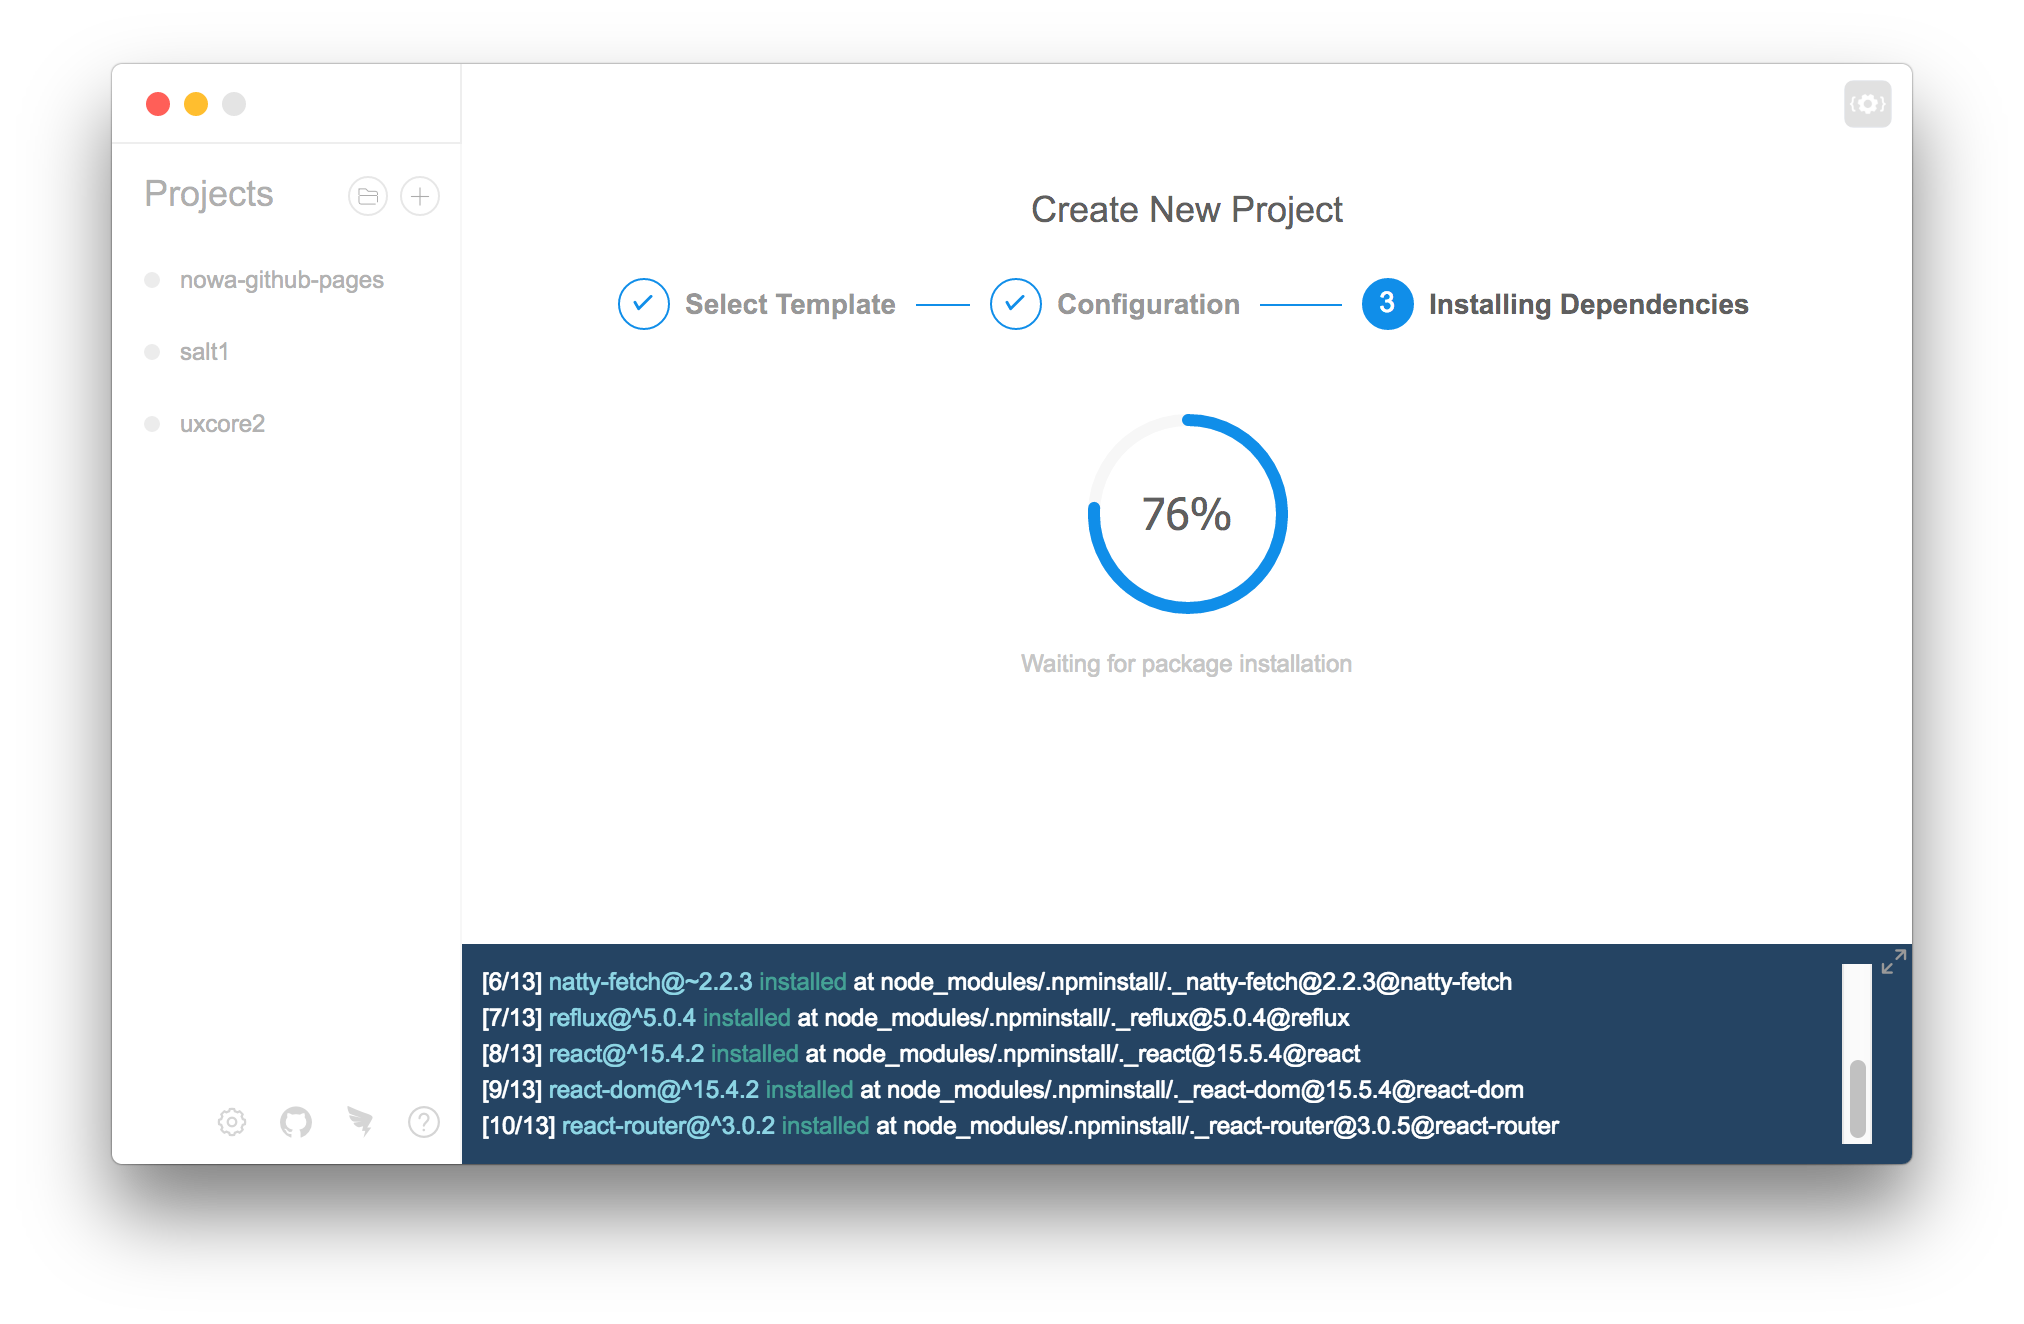 Projects
nowa-github-pages
salt1
uxcore2
Create New Project
Select Template
Configuration
3 Installing Dependencies
76%
Waiting for package installation
[6/13] natty-fetch@~2.2.3 installed at node_modules/.npminstall/._natty-fetch@2.2.3@natty-fetch
[7/13] reflux@^5.0.4 installed at node_modules/.npminstall/._reflux@5.0.4@reflux
[8/13] react@^15.4.2 installed at node_modules/.npminstall/._react@15.5.4@react
[9/13] react-dom@^15.4.2 installed at node_modules/.npminstall/._react-dom@15.5.4@react-dom
[10/13] react-router@^3.0.2 installed at node_modules/.npminstall/._react-router@3.0.5@react-router